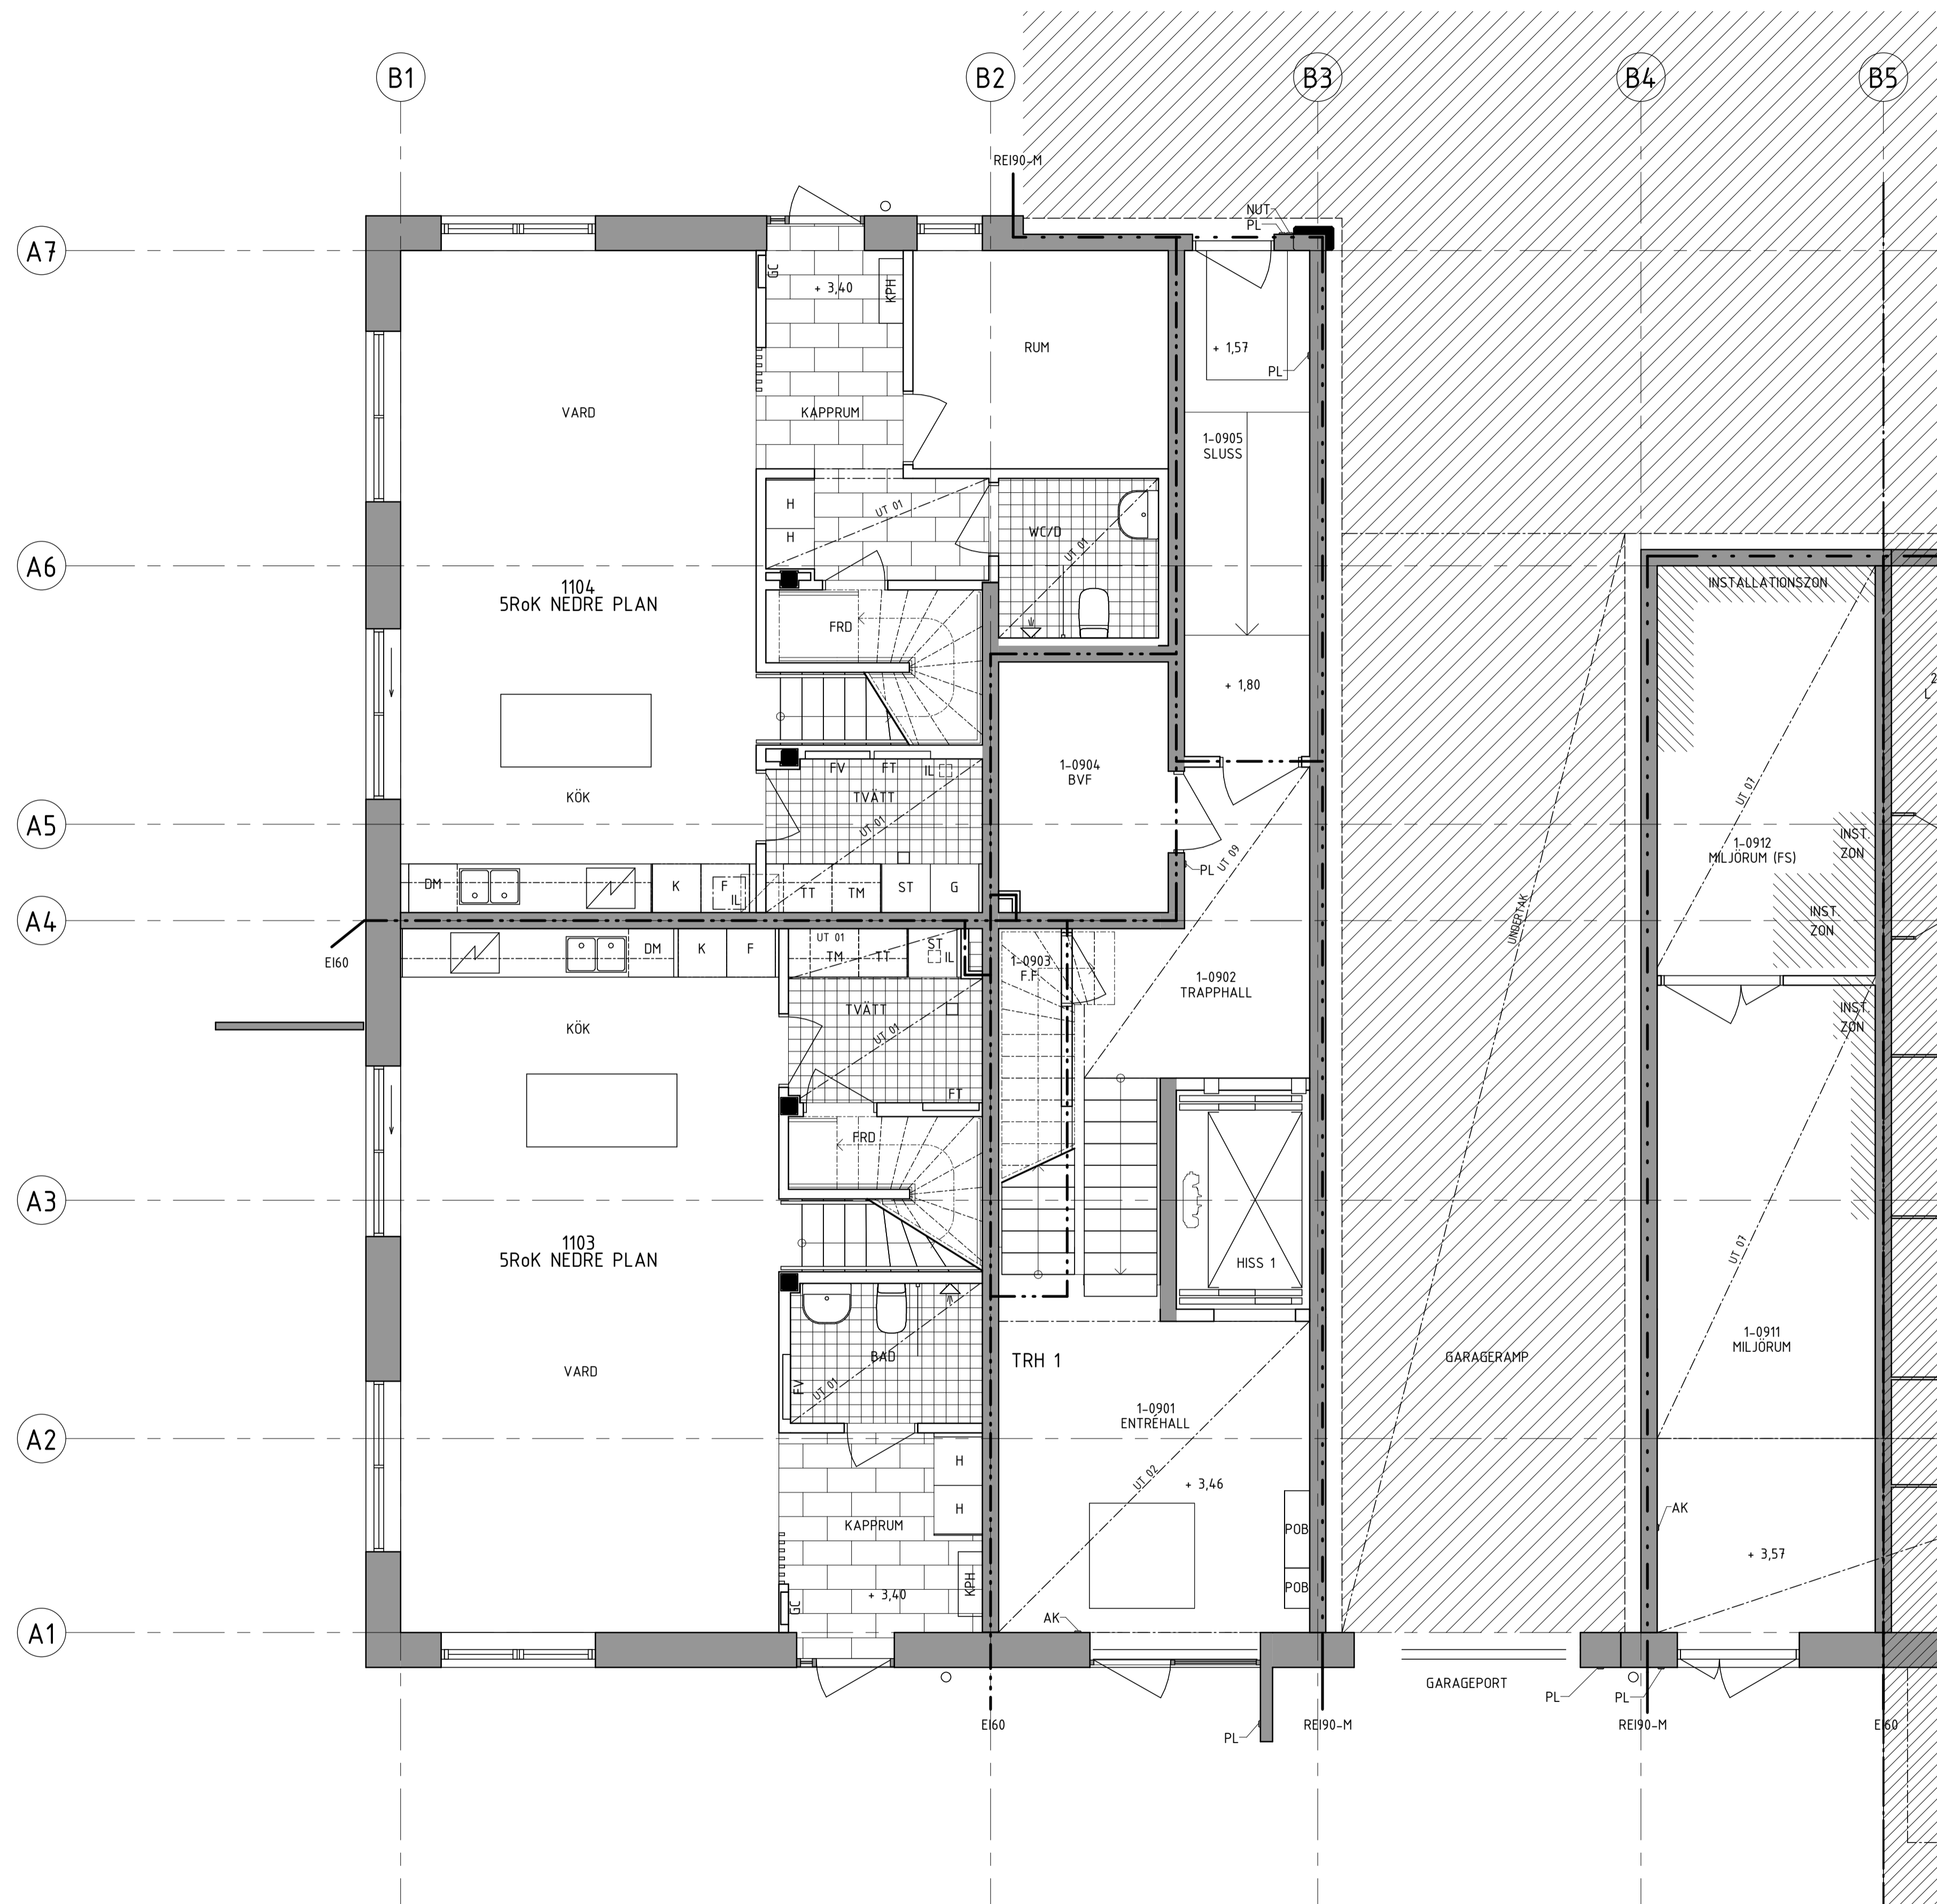 B1
B2
B3
B4
B5
REI90-M
NUT
PL
A7
GC
+ 3,40
KPH
RUM
+ 1,57
PL
VARD
KAPPRUM
1-0905
SLUSS
H
H
UT 01
WC/D
UT 01
A6
INSTALLATIONSZON
1104
5RoK NEDRE PLAN
FRD
+ 1,80
UT 07
KÖK
FV
FT
IL
TVÄTT
UT 01
1-0904
BVF
A5
INST.
ZON
1-0912
MILJÖRUM (FS)
PL
UT 09
DM
K
F
IL
TT
TM
ST
G
INST.
ZON
UNDERTAK
A4
EI60
DM
K
F
UT 01
TM
TT
ST
IL
1-0903
F.F
1-0902
TRAPPHALL
INST.
ZON
KÖK
TVÄTT
UT 01
FT
FRD
A3
1103
5RoK NEDRE PLAN
HISS 1
UT 07
1-0911
MILJÖRUM
VARD
BAD
FV
UT 01
TRH 1
GARAGERAMP
1-0901
ENTRÉHALL
A2
H
H
UT 02
+ 3,46
AK
KAPPRUM
POB
+ 3,57
+ 3,40
KPH
GC
POB
AK
A1
GARAGEPORT
PL
PL
EI60
PL
REI90-M
REI90-M
EI60